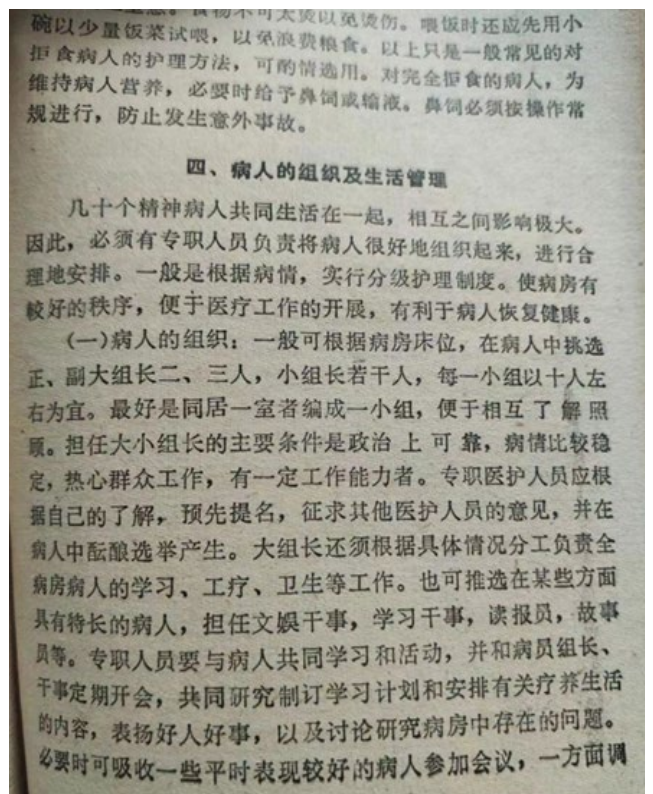 食物不可太烫以免烫伤。喂饭时还应先用小
碗以少量饭菜试喂，以免浪费粮食。以上只是一般常见的对
拒食病人的护理方法，可酌情选用。对完全拒食的病人，为
维持病人营养，必要时给予鼻饲或输液。鼻饲必须按操作常
规进行，防止发生意外事故。
四、病人的组织及生活管理
几十个精神病人共同生活在一起，相互之间影响极大。
因此，必须有专职人员负责将病人很好地组织起来，进行合
理地安排。一般是根据病情，实行分级护理制度。使病房有
较好的秩序，便于医疗工作的开展，有利于病人恢复健康。
(一)病人的组织：一般可根据病房床位，在病人中挑选
正、副大组长二、三人，小组长若干人，每一小组以十人左
右为宜。最好是同居一室者编成一小组，便于相互了解照
顾。担任大小组长的主要条件是政治上可靠，病情比较稳
定，热心群众工作，有一定工作能力者。专职医护人员应根
据自己的了解，预先提名，征求其他医护人员的意见，并在
病人中酝酿选举产生。大组长还须根据具体情况分工负责全
病房病人的学习、工疗、卫生等工作。也可推选在某些方面
具有特长的病人，担任文娱干事，学习干事，读报员，故事
员等。专职人员要与病人共同学习和活动，并和病员组长、
干事定期开会，共同研究制订学习计划和安排有关疗养生活
的内容，表扬好人好事，以及讨论研究病房中存在的问题。
必要时可吸收一些平时表现较好的病人参加会议，一方面调